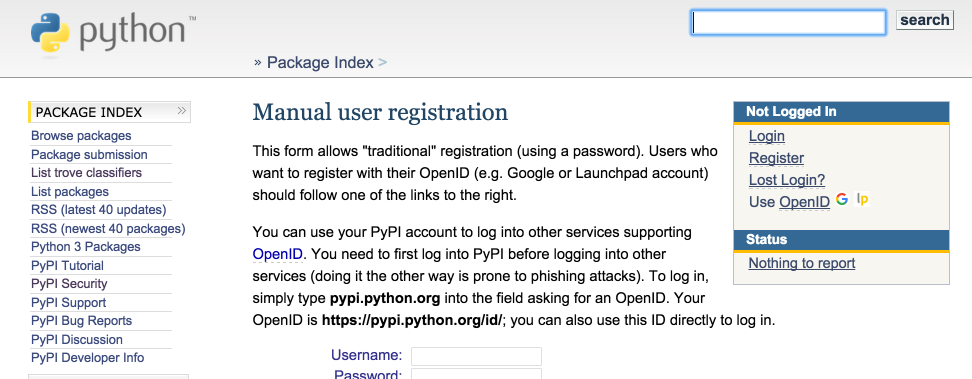 python™
search
» Package Index >
PACKAGE INDEX »
Browse packages
Package submission
List trove classifiers
List packages
RSS (latest 40 updates)
RSS (newest 40 packages)
Python 3 Packages
PyPI Tutorial
PyPI Security
PyPI Support
PyPI Bug Reports
PyPI Discussion
PyPI Developer Info
Manual user registration
This form allows "traditional" registration (using a password). Users who
want to register with their OpenID (e.g. Google or Launchpad account)
should follow one of the links to the right.
You can use your PyPI account to log into other services supporting
OpenID. You need to first log into PyPI before logging into other
services (doing it the other way is prone to phishing attacks). To log in,
simply type pypi.python.org into the field asking for an OpenID. Your
OpenID is https://pypi.python.org/id/; you can also use this ID directly to log in.
Username:
Password:
Not Logged In
Login
Register
Lost Login?
Use OpenID G lp
Status
Nothing to report